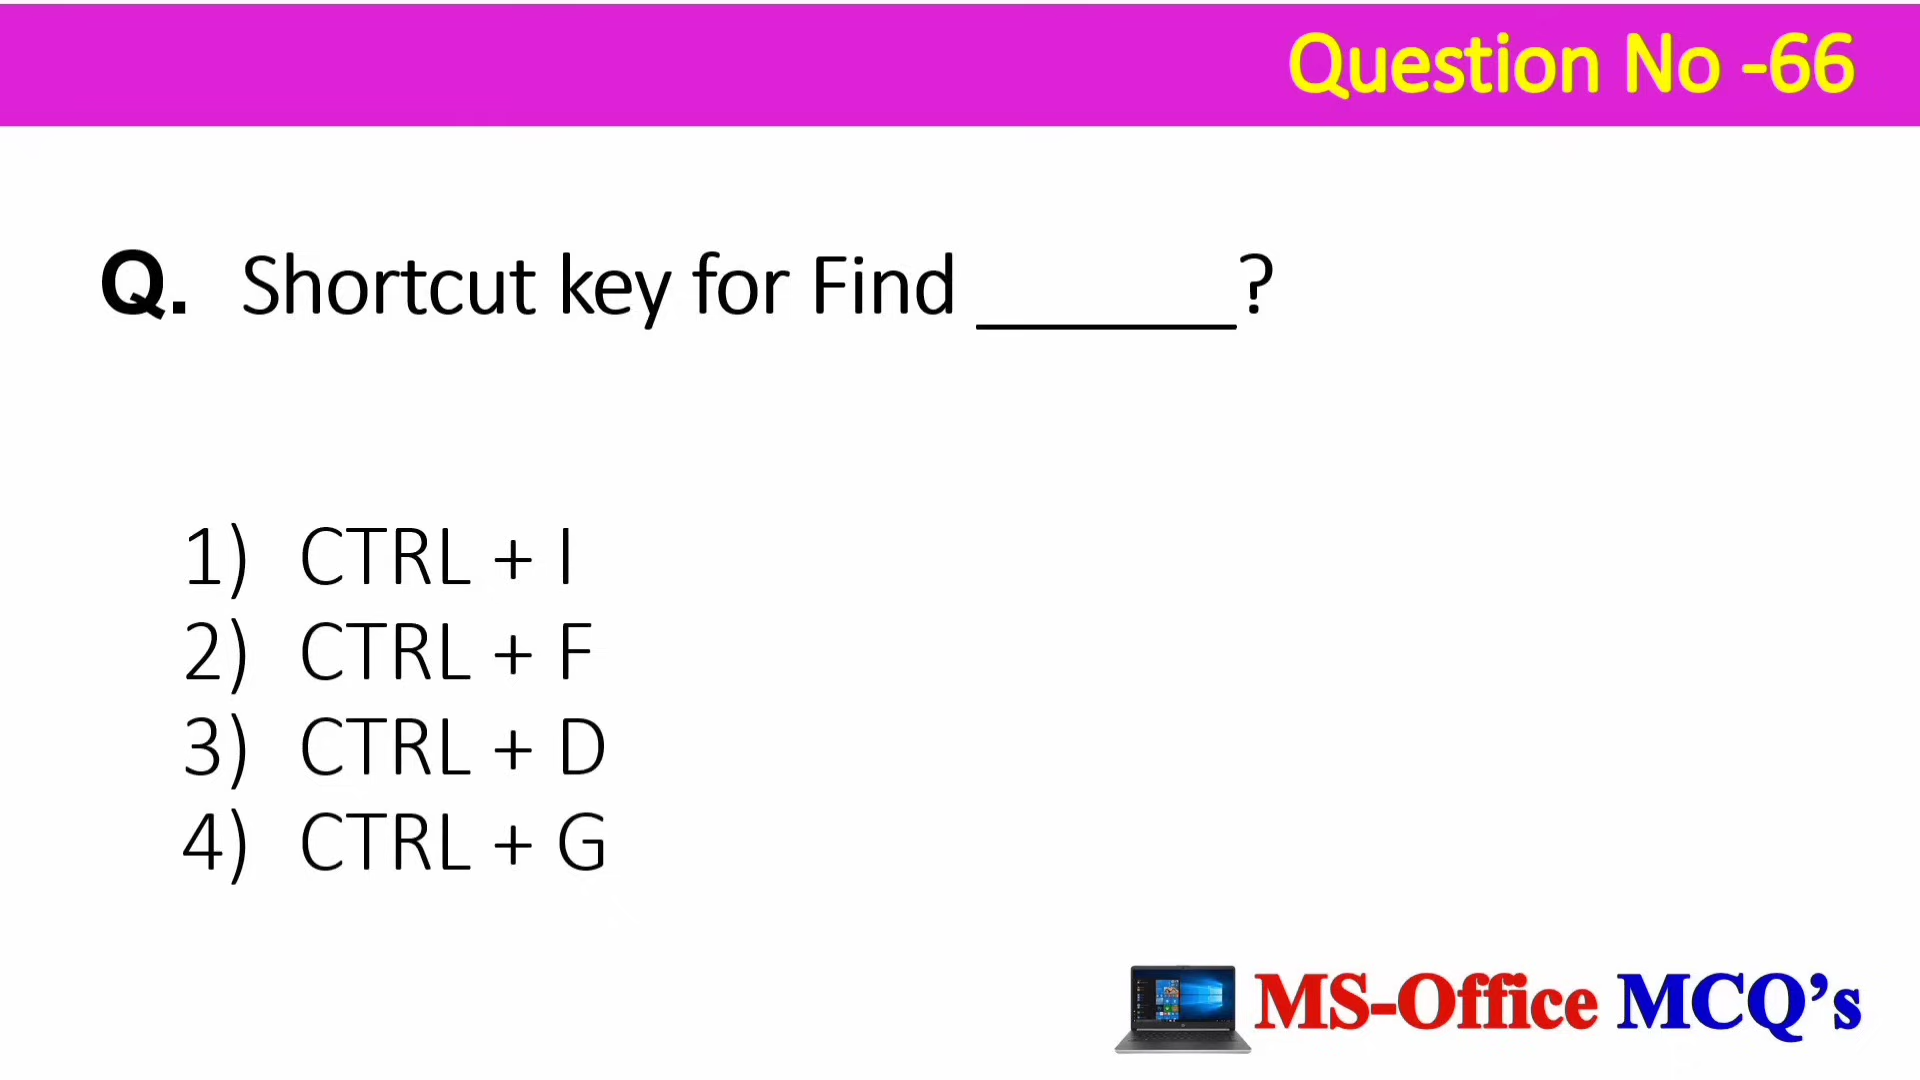 Question No -66
Q. Shortcut key for Find _______?
1) CTRL + I
2) CTRL + F
3) CTRL + D
4) CTRL + G
MS-Office MCQ’s